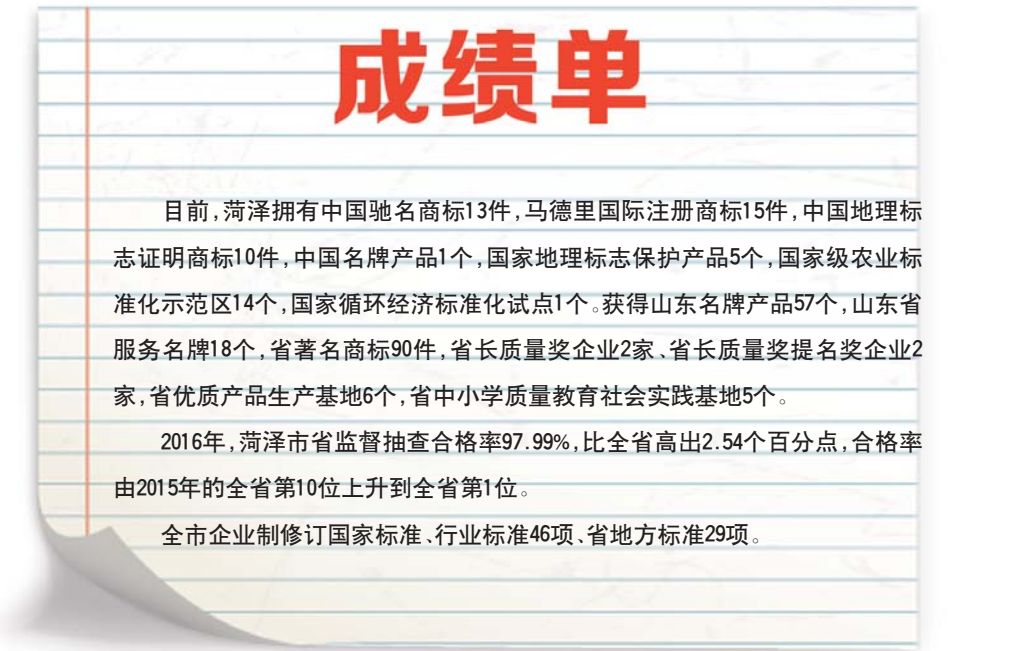 成绩单
目前,菏泽拥有中国驰名商标13件,马德里国际注册商标15件,中国地理标
志证明商标10件,中国名牌产品1个,国家地理标志保护产品5个,国家级农业标
准化示范区14个,国家循环经济标准化试点1个。获得山东名牌产品57个,山东省
服务名牌18个,省著名商标90件,省长质量奖企业2家、省长质量奖提名奖企业2
家,省优质产品生产基地6个,省中小学质量教育社会实践基地5个。
2016年,菏泽市省监督抽查合格率97.99%,比全省高出2.54个百分点,合格率
由2015年的全省第10位上升到全省第1位。
全市企业制修订国家标准、行业标准46项、省地方标准29项。